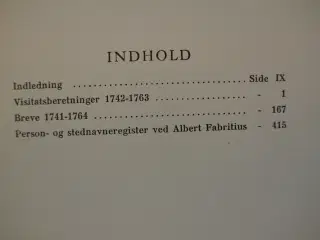 INDHOLD
Indledning ........................ Side IX
Visitatsberetninger 1742-1763 ............ - 1
Breve 1741-1764 ........................ - 167
Person- og stednavneregister ved Albert Fabritius - 415